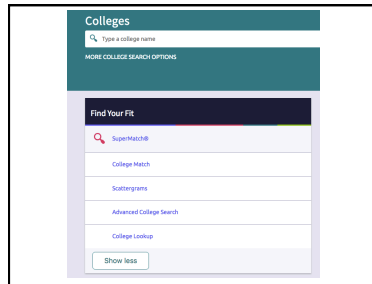 Colleges
Type a college name
MORE COLLEGE SEARCH OPTIONS
Find Your Fit
SuperMatch®
College Match
Scattergrams
Advanced College Search
College Lookup
Show less